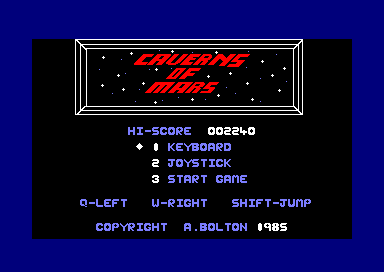 CAVERNS
OF
MARS
HI-SCORE 002240
1 KEYBOARD
2 JOYSTICK
3 START GAME
Q-LEFT W-RIGHT SHIFT-JUMP
COPYRIGHT A.BOLTON 1985